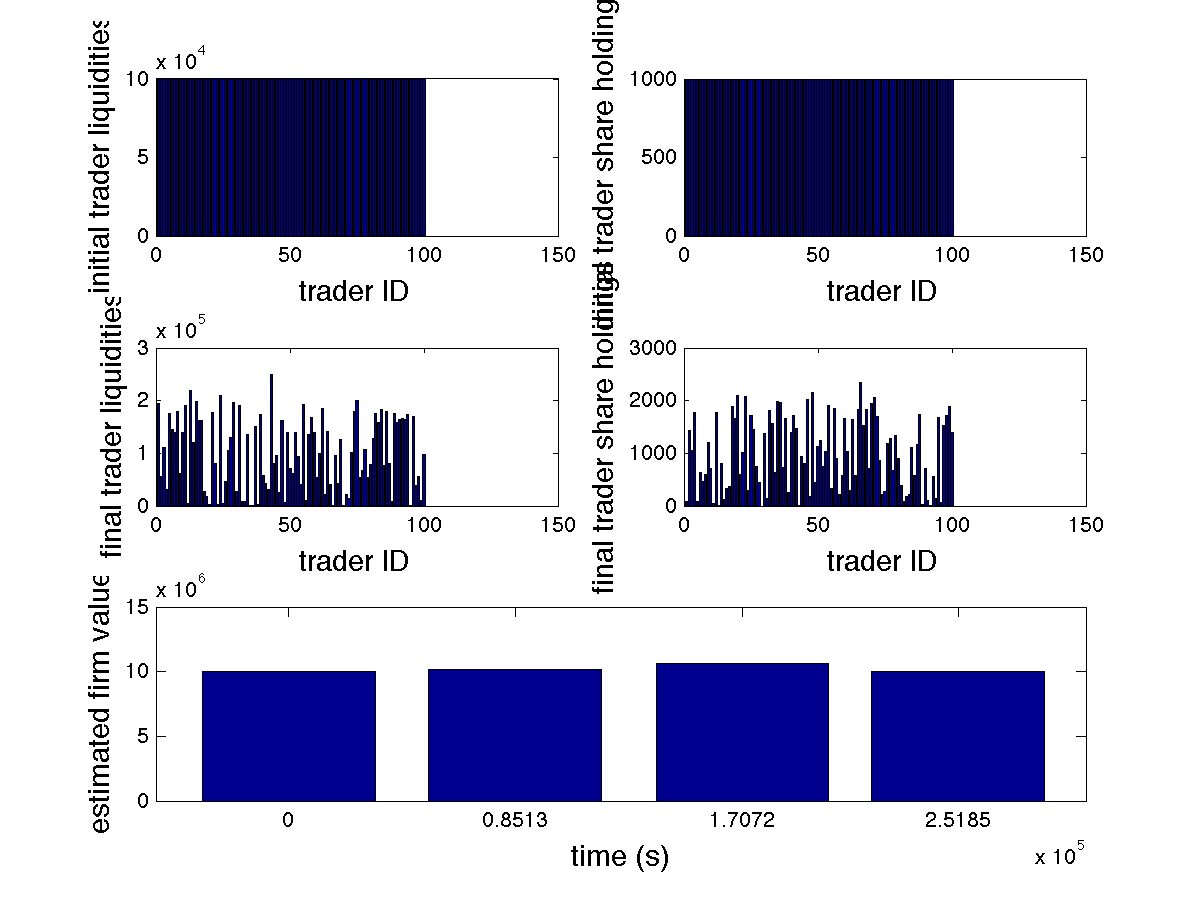 initial trader liquidities
x 10^4
10
5
0
0 50 100 150
trader ID
trader share holding
1000
500
0
0 50 100 150
trader ID
final trader liquidities
x 10^5
3
2
1
0
0 50 100 150
trader ID
final trader share holdings
3000
2000
1000
0
0 50 100 150
trader ID
estimated firm value
x 10^6
15
10
5
0
0 0.8513 1.7072 2.5185
time (s)
x 10^5